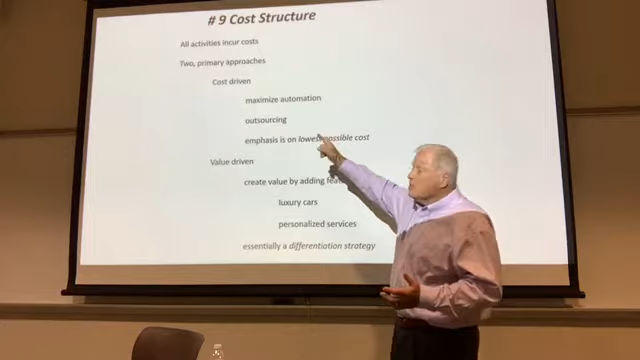 # 9 Cost Structure
All activities incur costs
Two, primary approaches
Cost driven
maximize automation
outsourcing
emphasis is on lowest possible cost
Value driven
create value by adding
luxury cars
personalized services
essentially a differentiation strategy